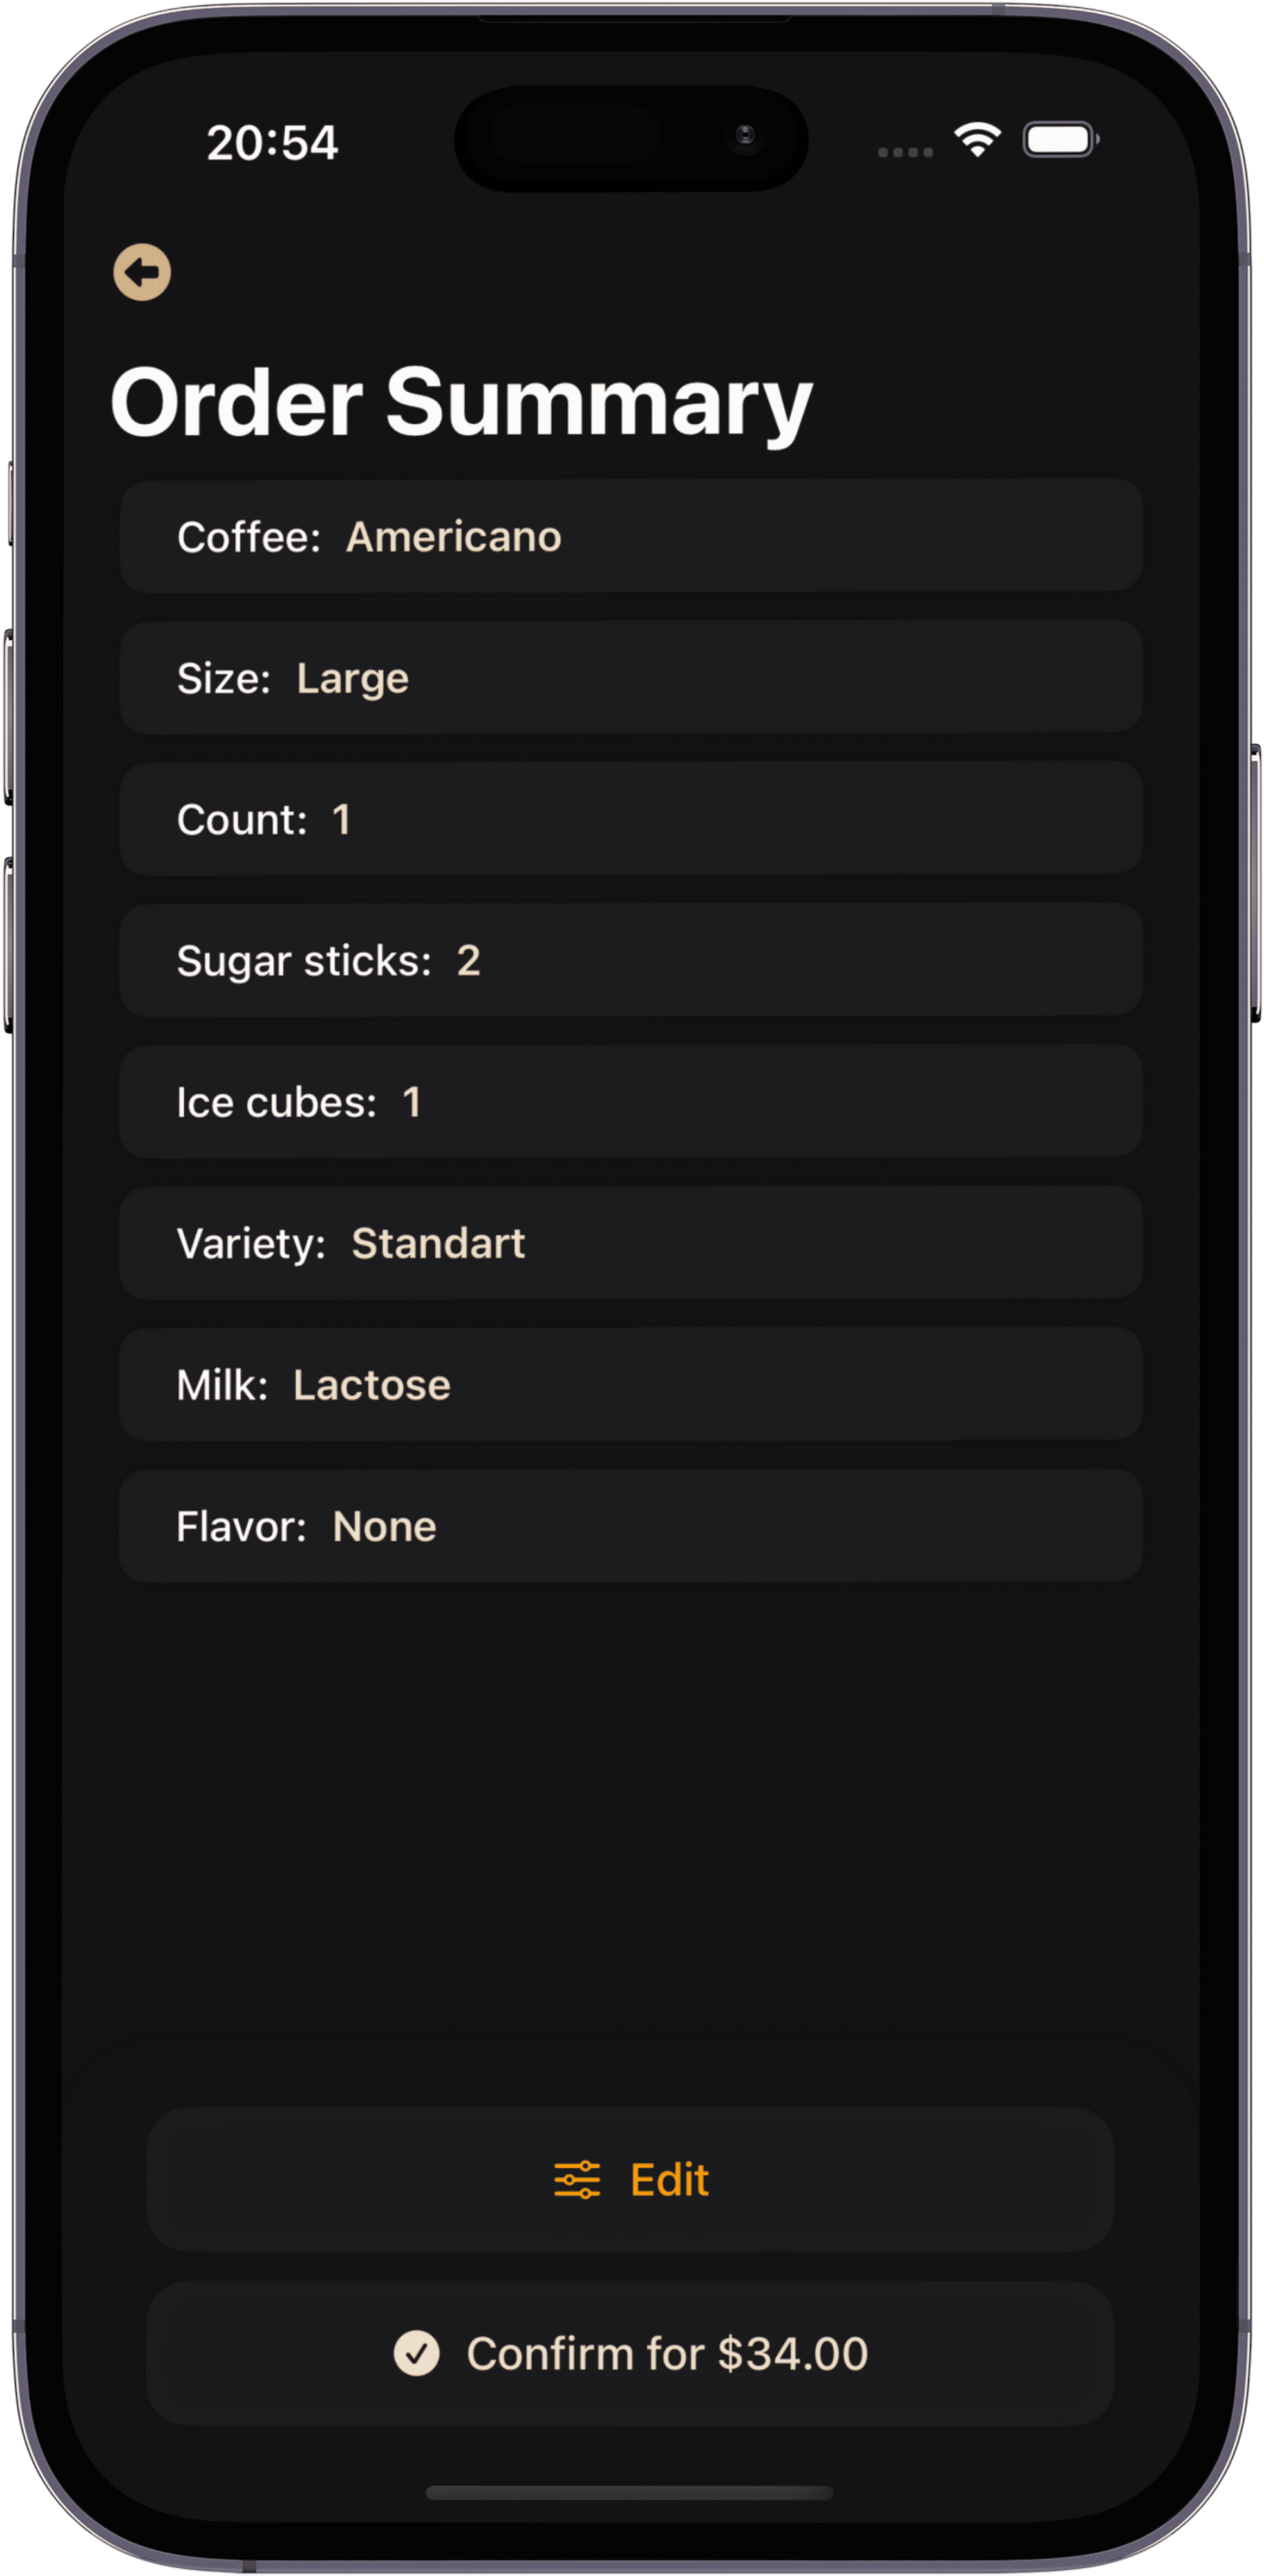 20:54
Order Summary
Coffee: Americano
Size: Large
Count: 1
Sugar sticks: 2
Ice cubes: 1
Variety: Standart
Milk: Lactose
Flavor: None
Edit
Confirm for $34.00